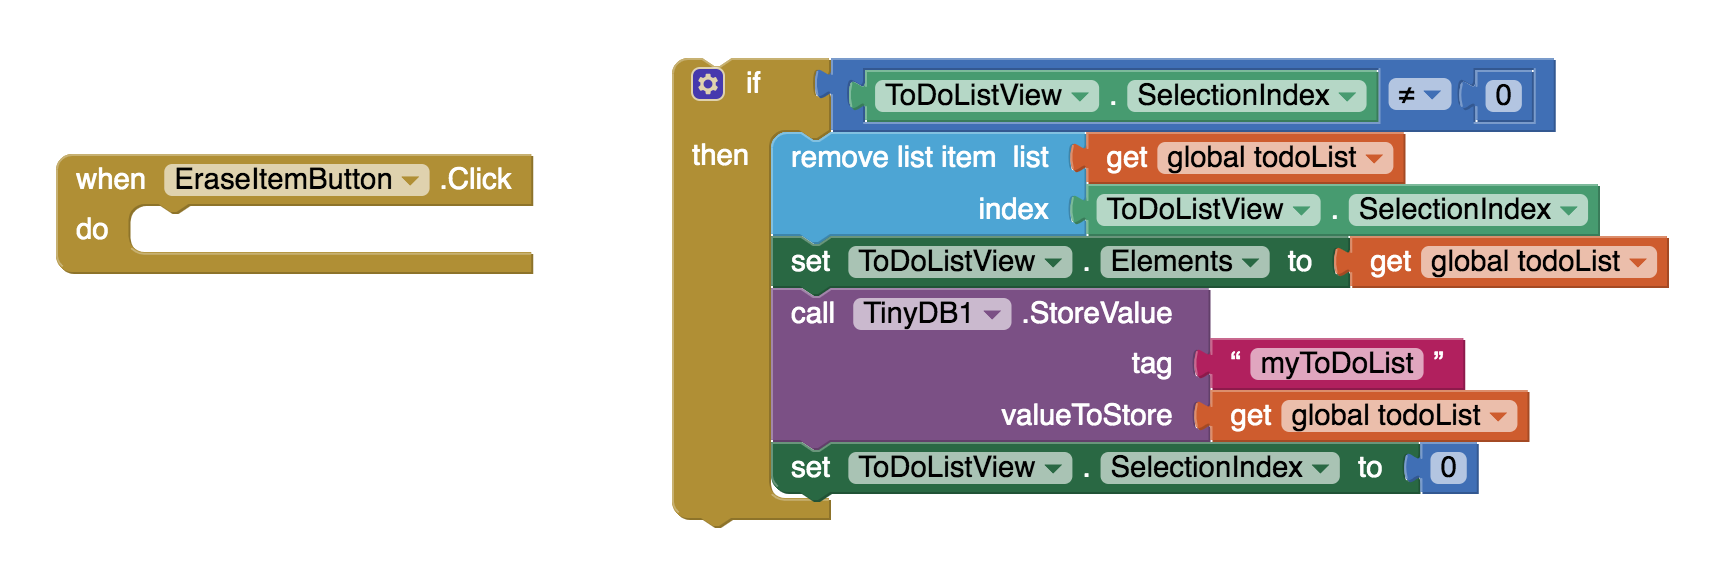 when EraseItemButton .Click
do
if ToDoListView . SelectionIndex ≠ 0
then remove list item list get global todoList
index ToDoListView . SelectionIndex
set ToDoListView . Elements to get global todoList
call TinyDB1 .StoreValue
tag “ myToDoList ”
valueToStore get global todoList
set ToDoListView . SelectionIndex to 0